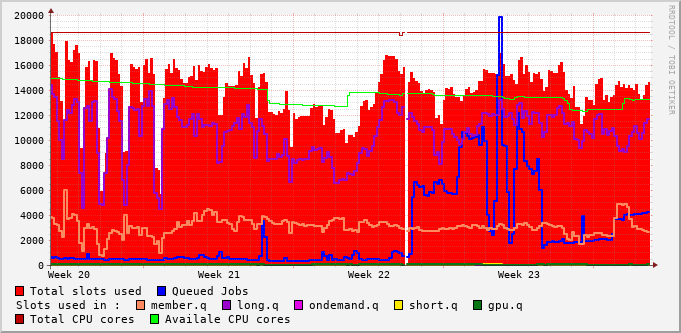 RRDTOOL / TOBI OETIKER
20000
18000
16000
14000
12000
10000
8000
6000
4000
2000
0
Week 20 Week 21 Week 22 Week 23
Total slots used Queued Jobs
Slots used in : member.q long.q ondemand.q short.q gpu.q
Total CPU cores Availale CPU cores